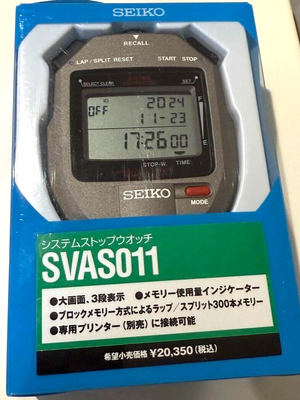 SEIKO
RECALL
LAP/SPLIT RESET START STOP
SELECT/CLEAR SET
OFF 2024
11-23
17:26 00
STOP-W. TIME
SEIKO
MODE
システムストップウオッチ
SVAS011
●大画面、3段表示 ●メモリー使用量インジケーター
●ブロックメモリー方式によるラップ/スプリット300本メモリー
●専用プリンター(別売)に接続可能
希望小売価格 ¥20,350(税込)